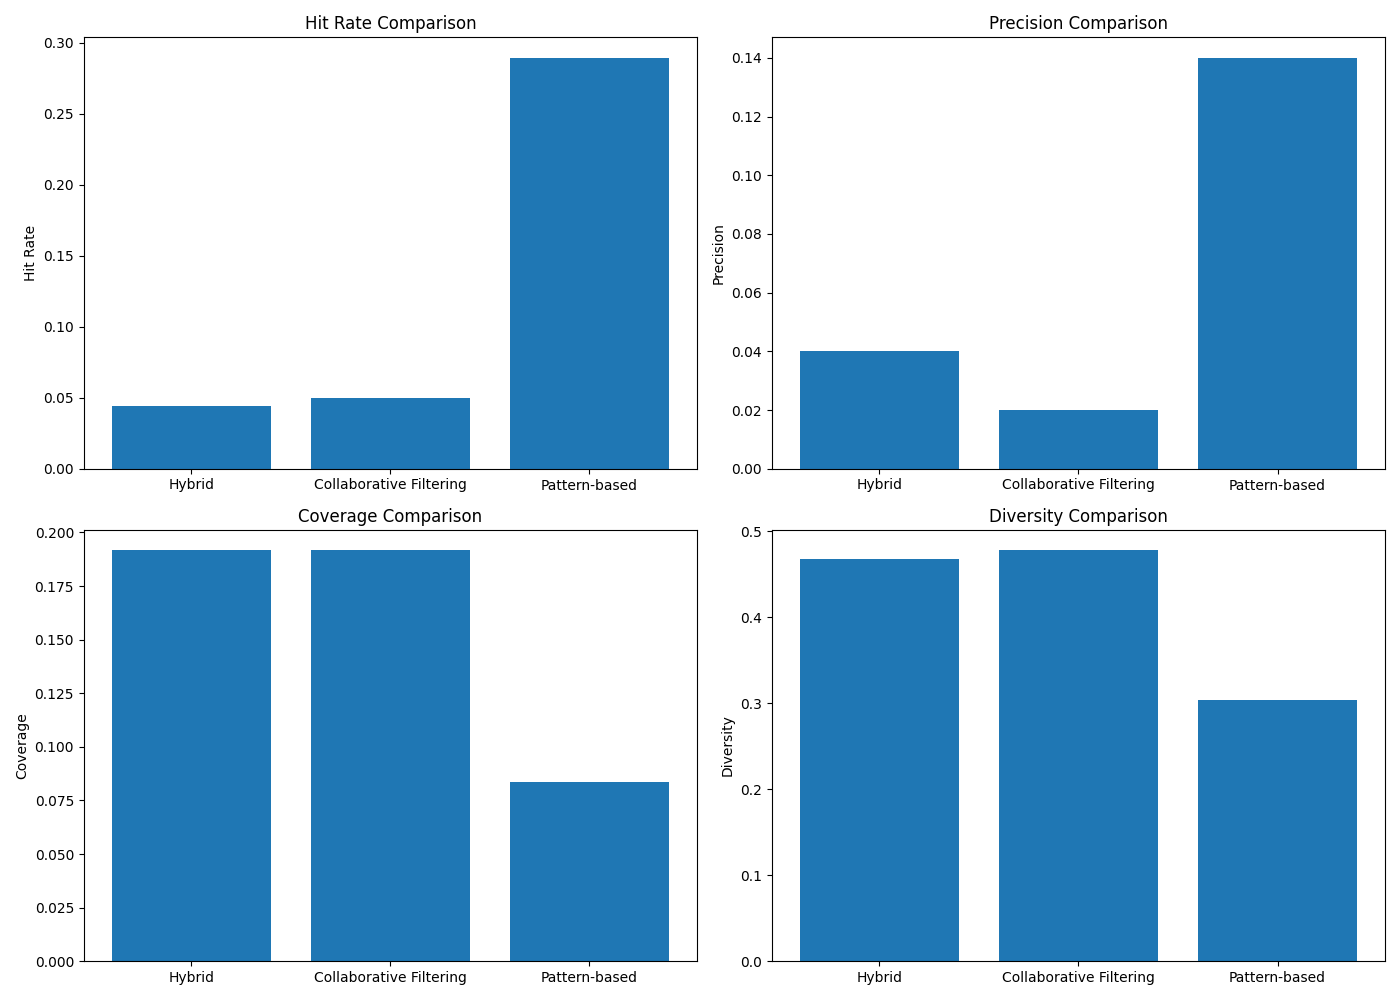 Hit Rate Comparison
0.30
0.25
0.20
0.15
0.10
0.05
0.00
Hit Rate
Hybrid
Collaborative Filtering
Pattern-based
Precision Comparison
0.14
0.12
0.10
0.08
0.06
0.04
0.02
0.00
Precision
Hybrid
Collaborative Filtering
Pattern-based
Coverage Comparison
0.200
0.175
0.150
0.125
0.100
0.075
0.050
0.025
0.000
Coverage
Hybrid
Collaborative Filtering
Pattern-based
Diversity Comparison
0.5
0.4
0.3
0.2
0.1
0.0
Diversity
Hybrid
Collaborative Filtering
Pattern-based